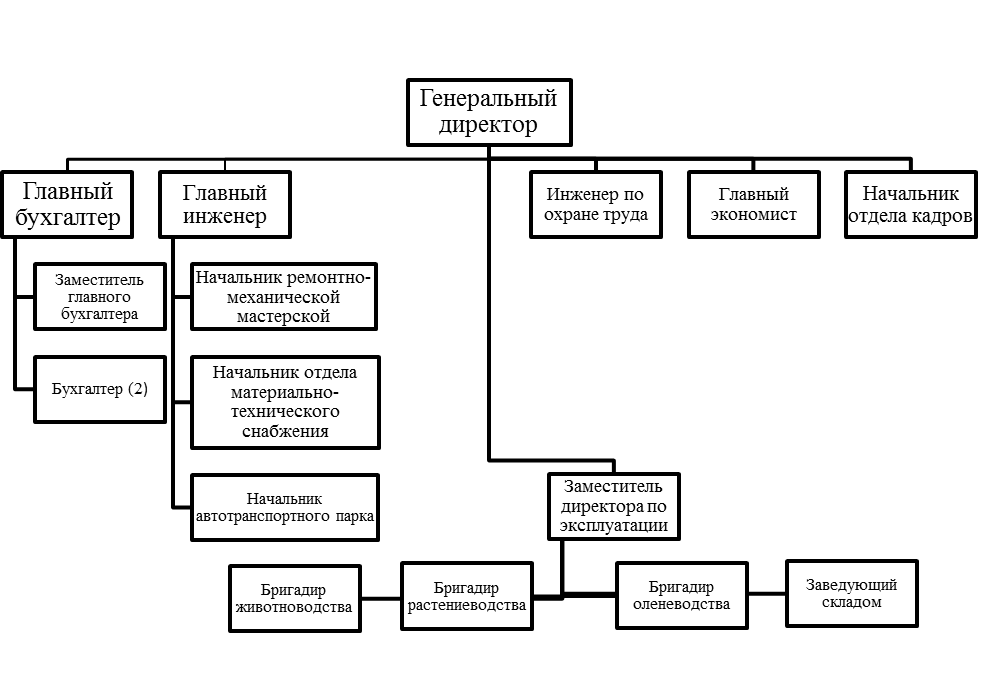 Генеральный
директор
Главный
бухгалтер
Главный
инженер
Инженер по
охране труда
Главный
экономист
Начальник
отдела кадров
Заместитель
главного
бухгалтера
Бухгалтер (2)
Начальник ремонтно-
механической
мастерской
Начальник отдела
материально-
технического
снабжения
Начальник
автотранспортного парка
Заместитель
директора по
эксплуатации
Бригадир
животноводства
Бригадир
растениеводства
Бригадир
оленеводства
Заведующий
складом